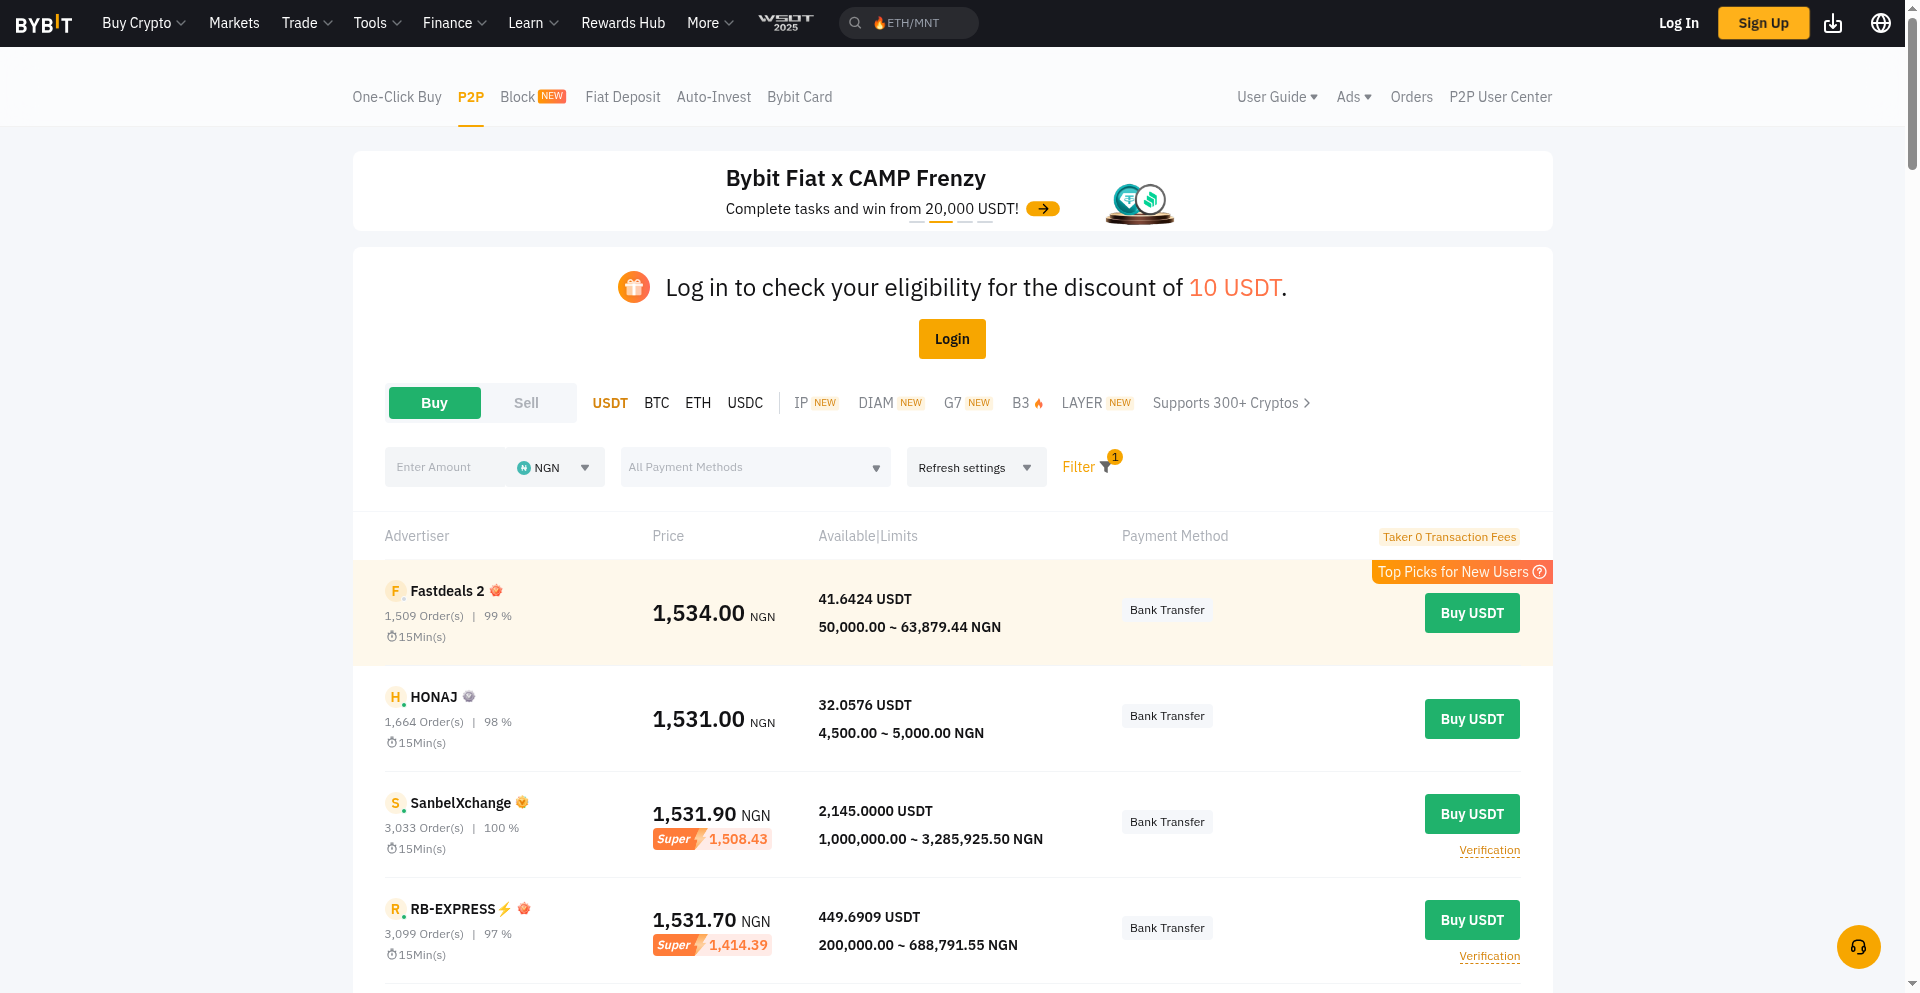 BYBIT
Buy Crypto
Markets
Trade
Tools
Finance
Learn
Rewards Hub
More
WSOT 2025
🔥ETH/MNT
Log In
Sign Up
One-Click Buy
P2P
Block NEW
Fiat Deposit
Auto-Invest
Bybit Card
User Guide
Ads
Orders
P2P User Center
Bybit Fiat x CAMP Frenzy
Complete tasks and win from 20,000 USDT!
Log in to check your eligibility for the discount of 10 USDT.
Login
Buy
Sell
USDT
BTC
ETH
USDC
IP NEW
DIAM NEW
G7 NEW
B3
LAYER NEW
Supports 300+ Cryptos
Enter Amount
NGN
All Payment Methods
Refresh settings
Filter
1
Advertiser
Price
Available|Limits
Payment Method
Taker 0 Transaction Fees
Top Picks for New Users
F Fastdeals 2
1,509 Order(s) | 99 %
15Min(s)
1,534.00 NGN
41.6424 USDT
50,000.00 ~ 63,879.44 NGN
Bank Transfer
Buy USDT
H HONAJ
1,664 Order(s) | 98 %
15Min(s)
1,531.00 NGN
32.0576 USDT
4,500.00 ~ 5,000.00 NGN
Bank Transfer
Buy USDT
S SanbelXchange
3,033 Order(s) | 100 %
15Min(s)
1,531.90 NGN
Super 1,508.43
2,145.0000 USDT
1,000,000.00 ~ 3,285,925.50 NGN
Bank Transfer
Buy USDT
Verification
R RB-EXPRESS⚡
3,099 Order(s) | 97 %
15Min(s)
1,531.70 NGN
Super 1,414.39
449.6909 USDT
200,000.00 ~ 688,791.55 NGN
Bank Transfer
Buy USDT
Verification